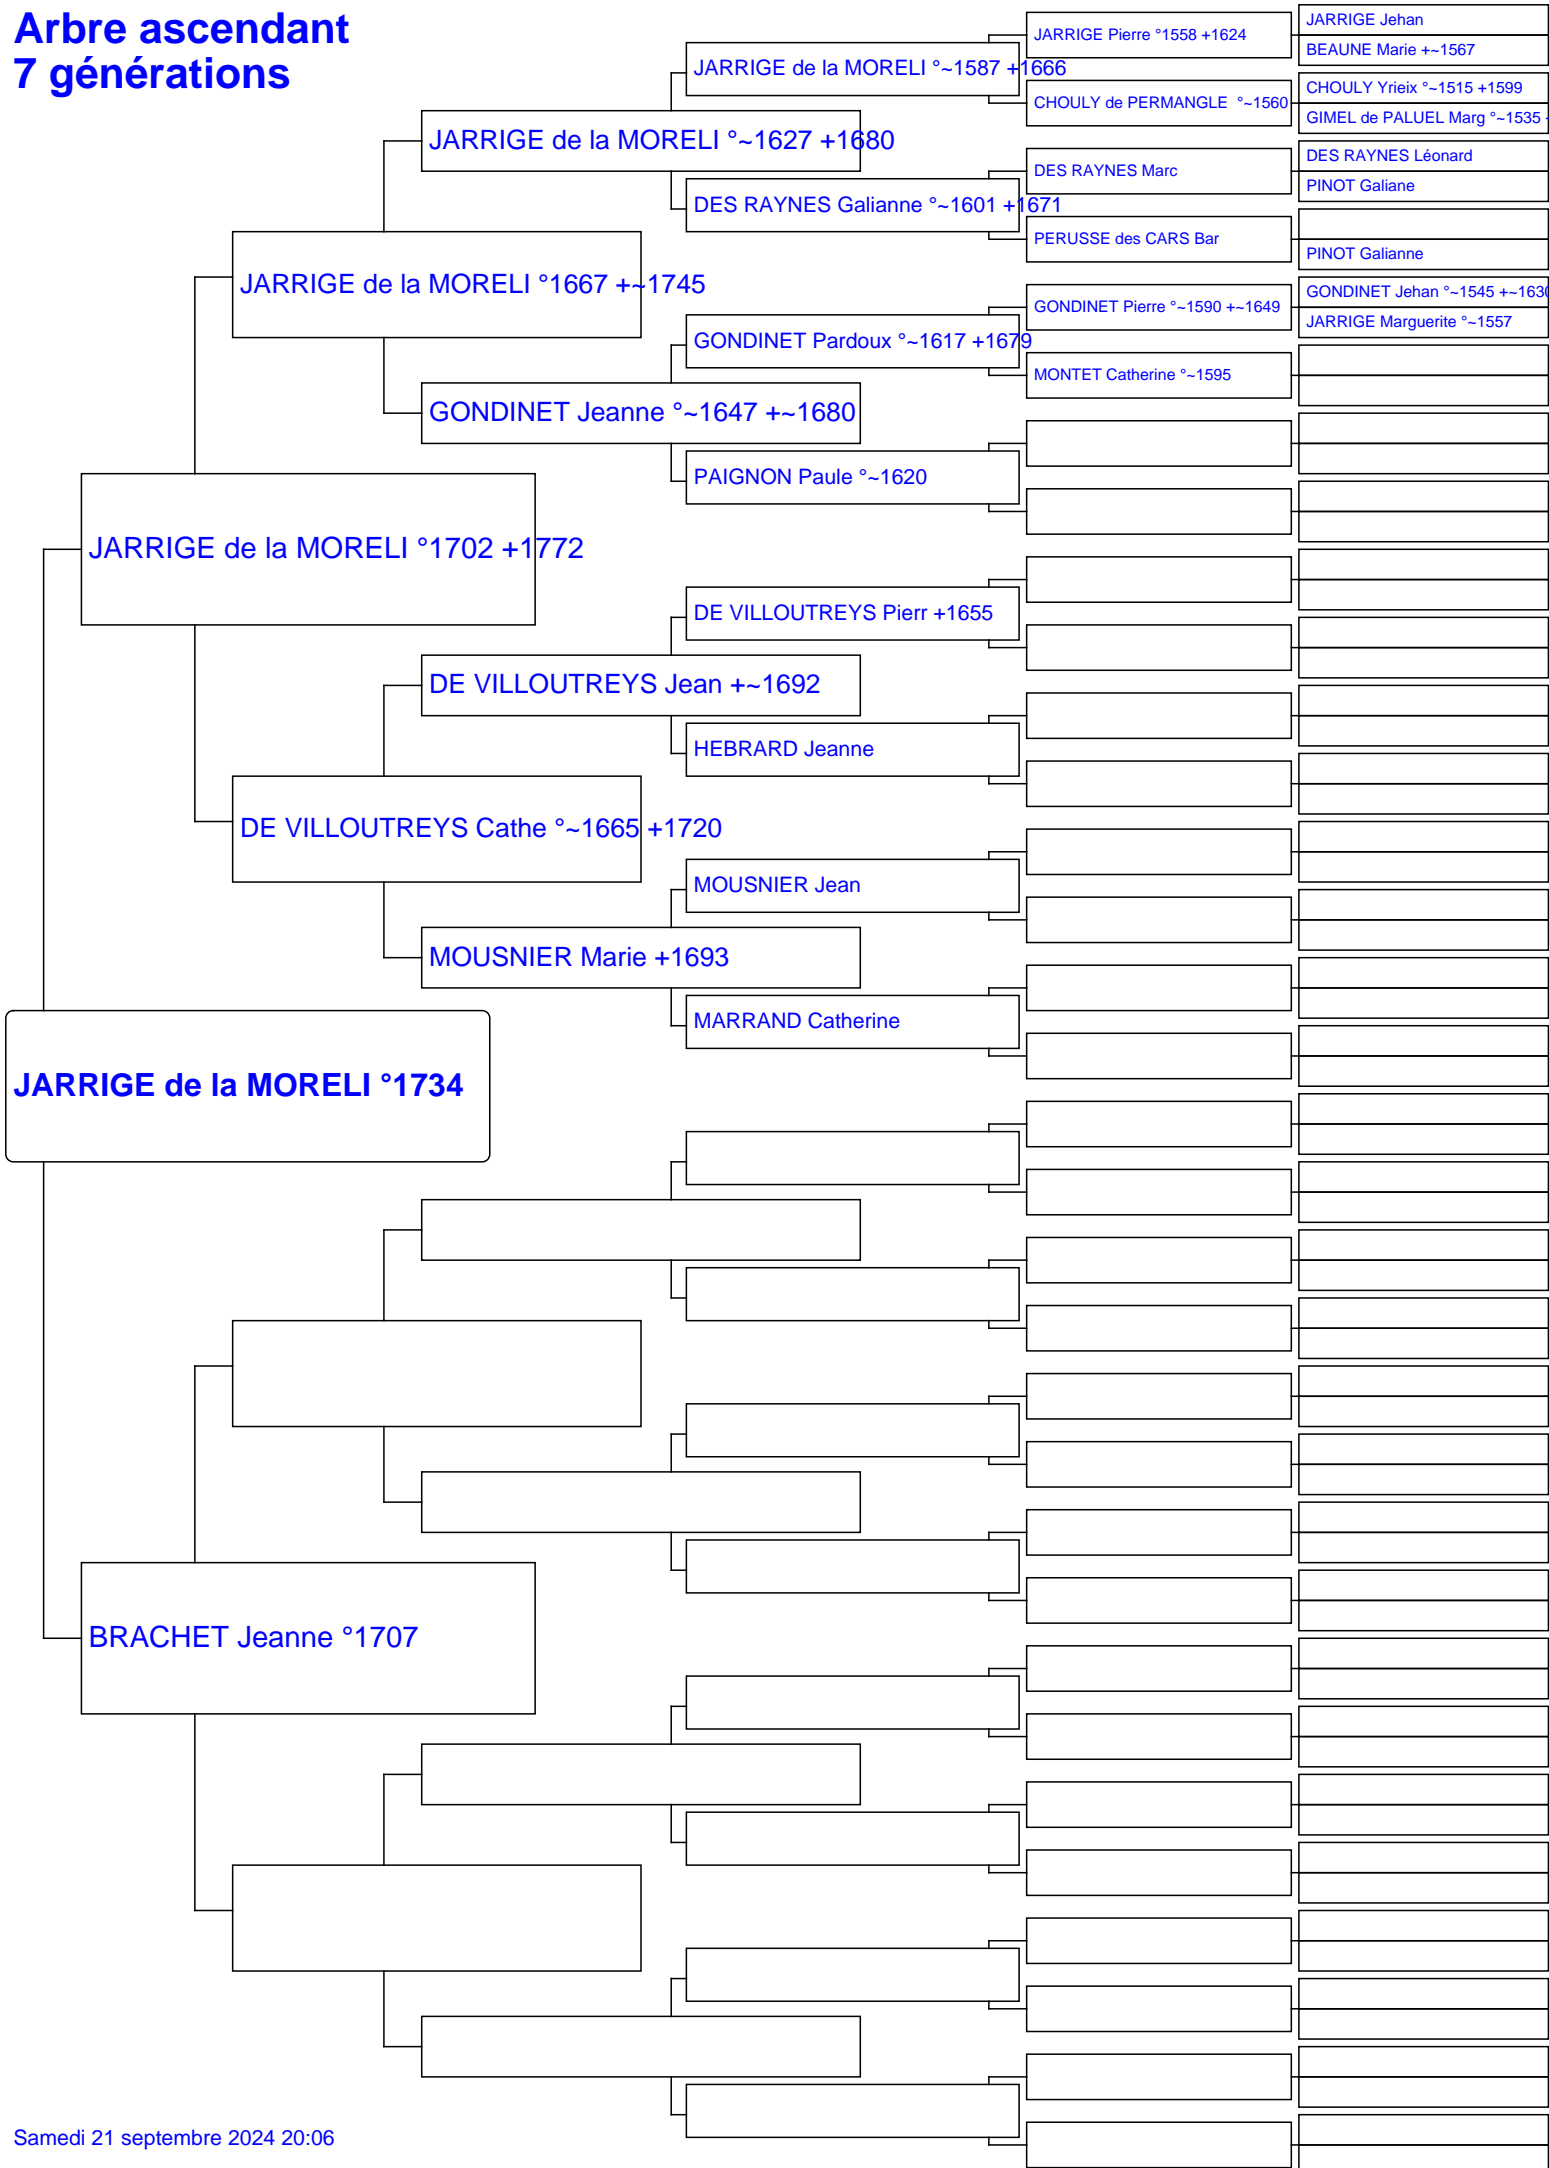 Arbre ascendant
7 générations
JARRIGE Jehan
JARRIGE Pierre °1558 +1624
BEAUNE Marie +~1567
JARRIGE de la MORELI °~1587 +1666
CHOULY Yrieix °~1515 +1599
CHOULY de PERMANGLE °~1560
GIMEL de PALUEL Marg °~1535
JARRIGE de la MORELI °~1627 +1680
DES RAYNES Léonard
DES RAYNES Marc
PINOT Galiane
DES RAYNES Galianne °~1601 +1671
PERUSSE des CARS Bar
PINOT Galianne
JARRIGE de la MORELI °1667 +~1745
GONDINET Jehan °~1545 +~1630
GONDINET Pierre °~1590 +~1649
JARRIGE Marguerite °~1557
GONDINET Pardoux °~1617 +1679
MONTET Catherine °~1595
GONDINET Jeanne °~1647 +~1680
PAIGNON Paule °~1620
JARRIGE de la MORELI °1702 +1772
DE VILLOUTREYS Pierr +1655
DE VILLOUTREYS Jean +~1692
HEBRARD Jeanne
DE VILLOUTREYS Cathe °~1665 +1720
MOUSNIER Jean
MOUSNIER Marie +1693
MARRAND Catherine
JARRIGE de la MORELI °1734
BRACHET Jeanne °1707
Samedi 21 septembre 2024 20:06